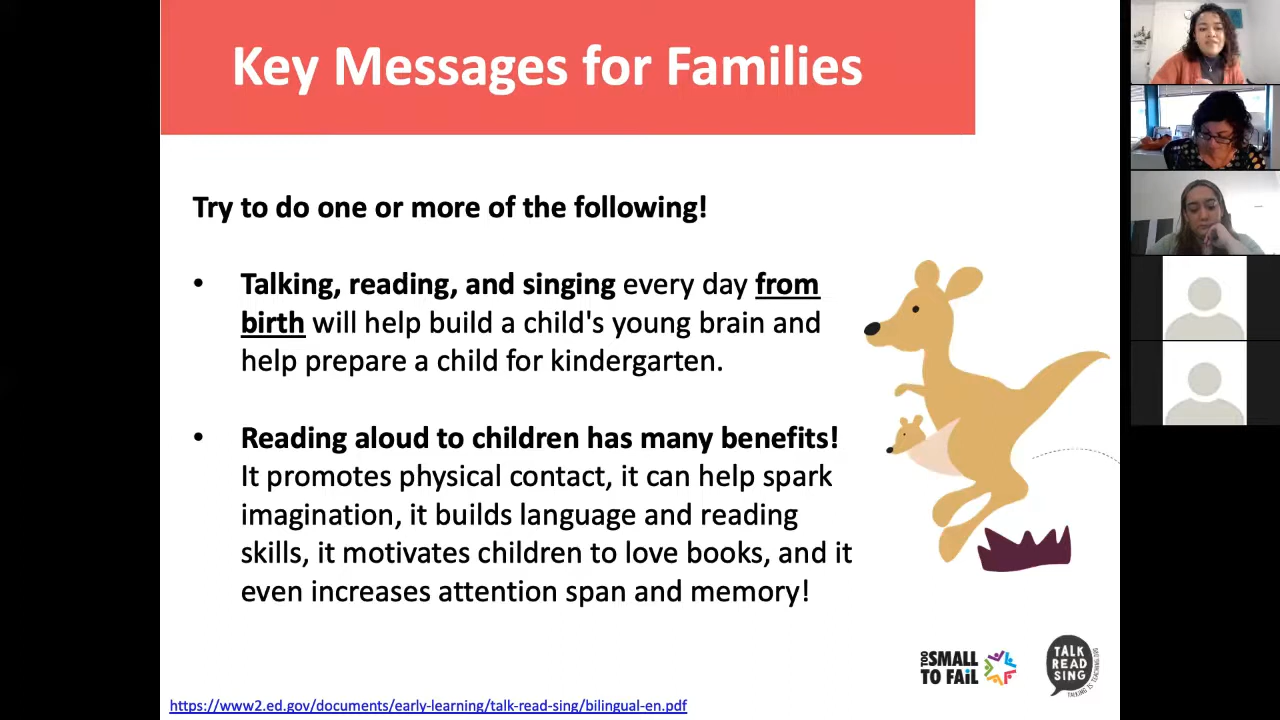 Key Messages for Families
Try to do one or more of the following!
• Talking, reading, and singing every day from
birth will help build a child's young brain and
help prepare a child for kindergarten.
• Reading aloud to children has many benefits!
It promotes physical contact, it can help spark
imagination, it builds language and reading
skills, it motivates children to love books, and it
even increases attention span and memory!
TOO
SMALL
TO FAIL
TALK
READ
SING
TALKING IS TEACHING.ORG
https://www2.ed.gov/documents/early-learning/talk-read-sing/bilingual-en.pdf